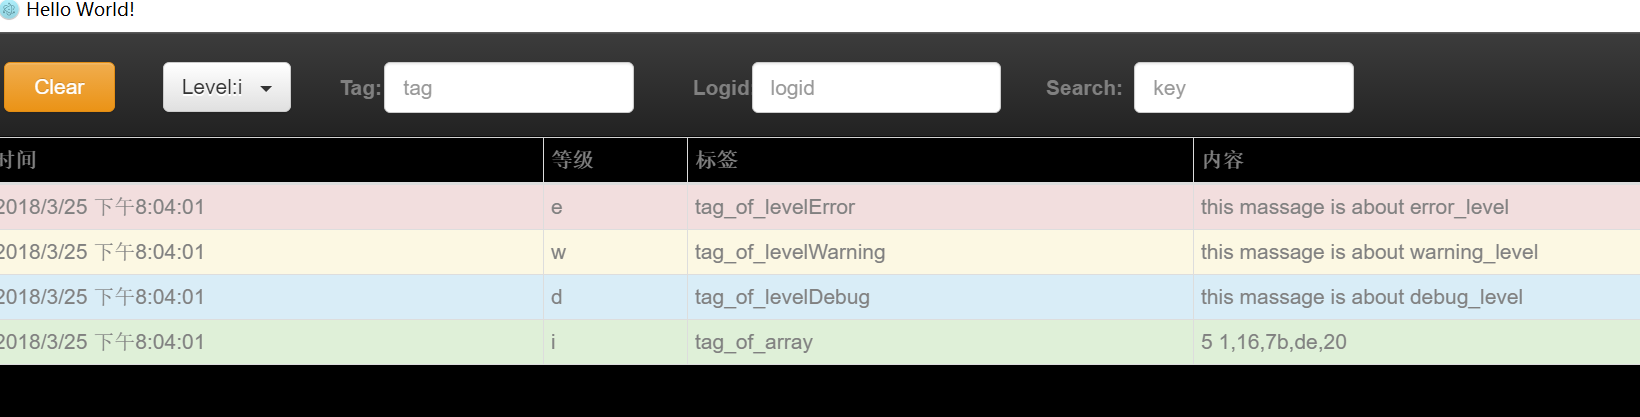 Hello World!
Clear Level:i Tag: tag Logid logid Search: key
时间 等级 标签 内容
2018/3/25 下午8:04:01 e tag_of_levelError this massage is about error_level
2018/3/25 下午8:04:01 w tag_of_levelWarning this massage is about warning_level
2018/3/25 下午8:04:01 d tag_of_levelDebug this massage is about debug_level
2018/3/25 下午8:04:01 i tag_of_array 5 1,16,7b,de,20